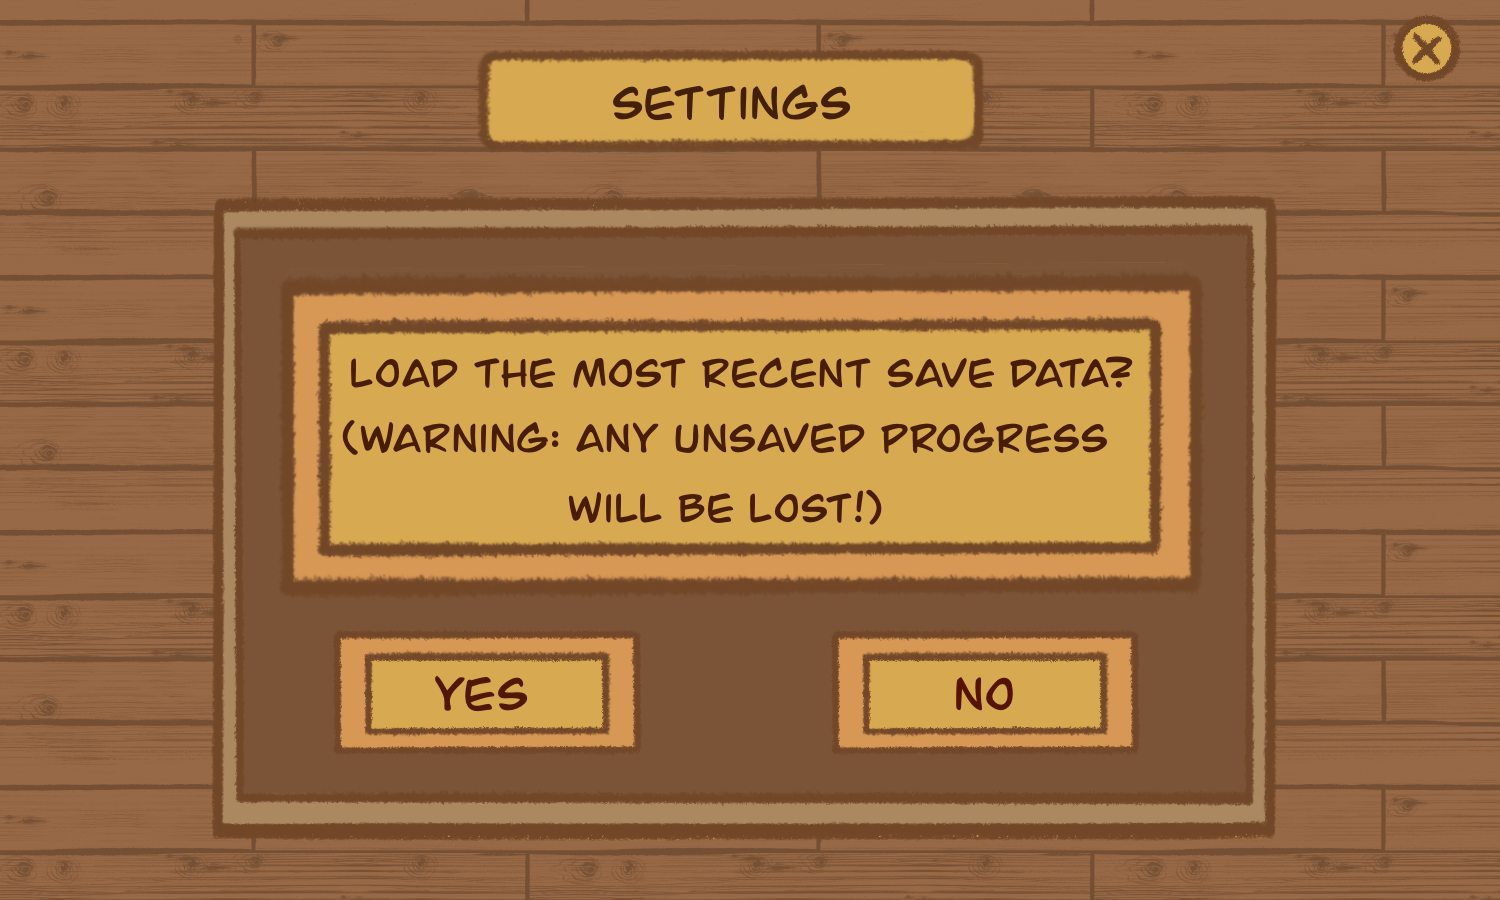 SETTINGS
LOAD THE MOST RECENT SAVE DATA?
(WARNING: ANY UNSAVED PROGRESS
WILL BE LOST!)
YES
NO